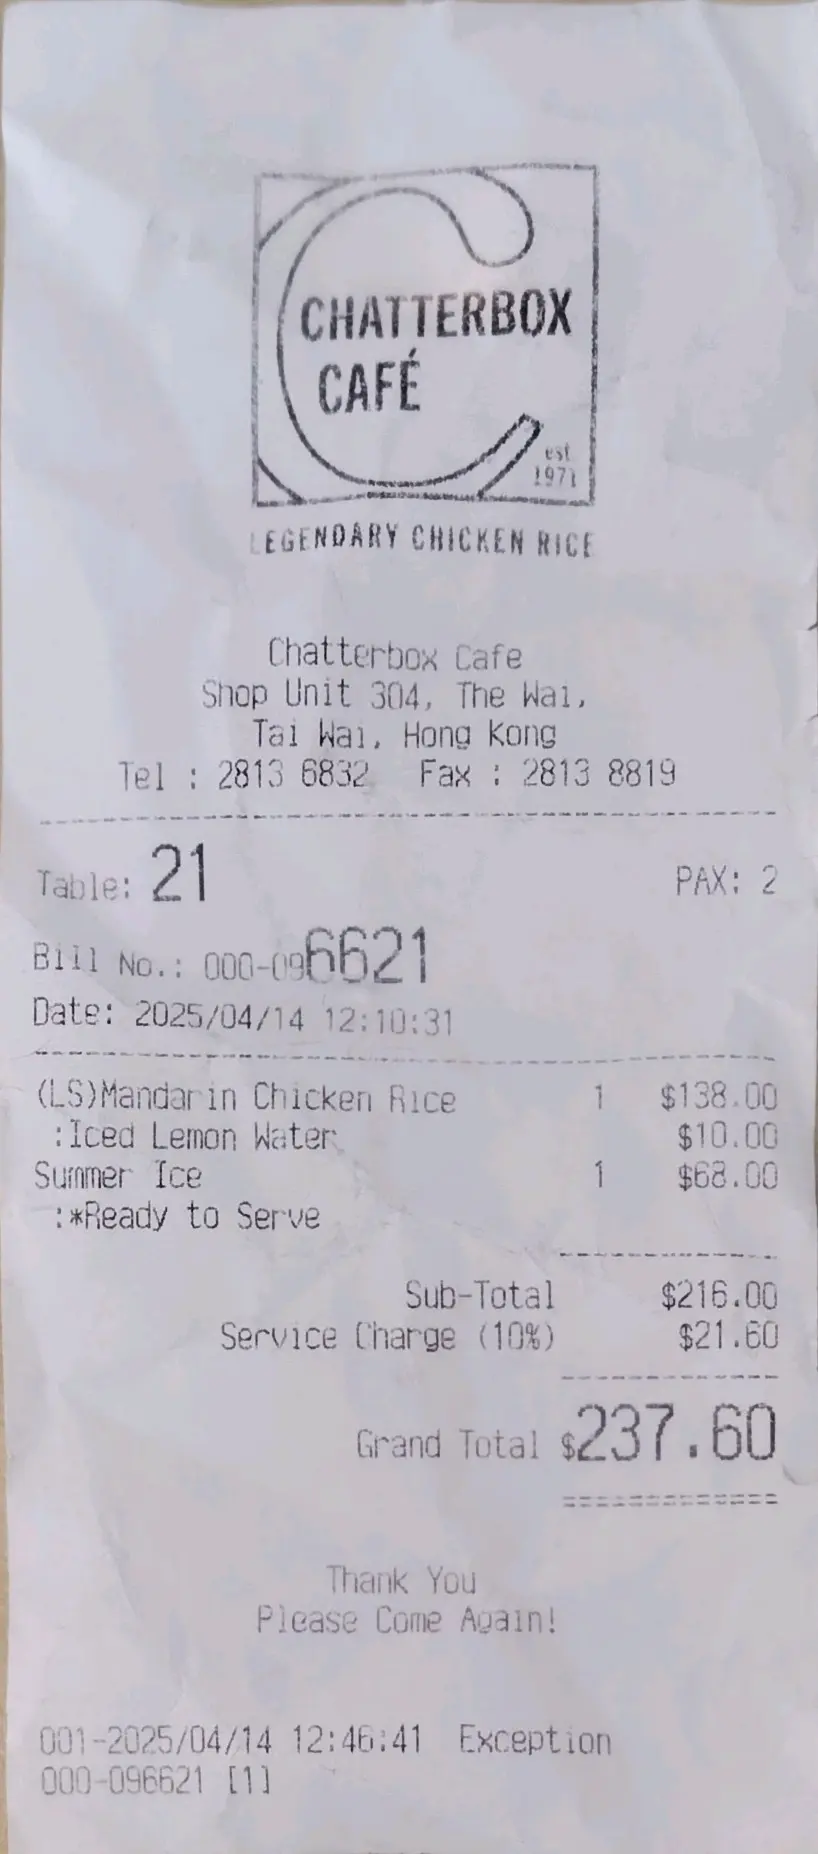 CHATTERBOX
CAFÉ
est
1971
LEGENDARY CHICKEN RICE
Chatterbox Cafe
Shop Unit 304, The Wai,
Tai Wai, Hong Kong
Tel : 2813 6832 Fax : 2813 8819
Table: 21 PAX: 2
Bill No.: 000-096621
Date: 2025/04/14 12:10:31
(LS)Mandarin Chicken Rice 1 $138.00
:Iced Lemon Water $10.00
Summer Ice 1 $68.00
:*Ready to Serve
Sub-Total $216.00
Service Charge (10%) $21.60
Grand Total $237.60
Thank You
Please Come Again!
001-2025/04/14 12:46:41 Exception
000-096621 [1]